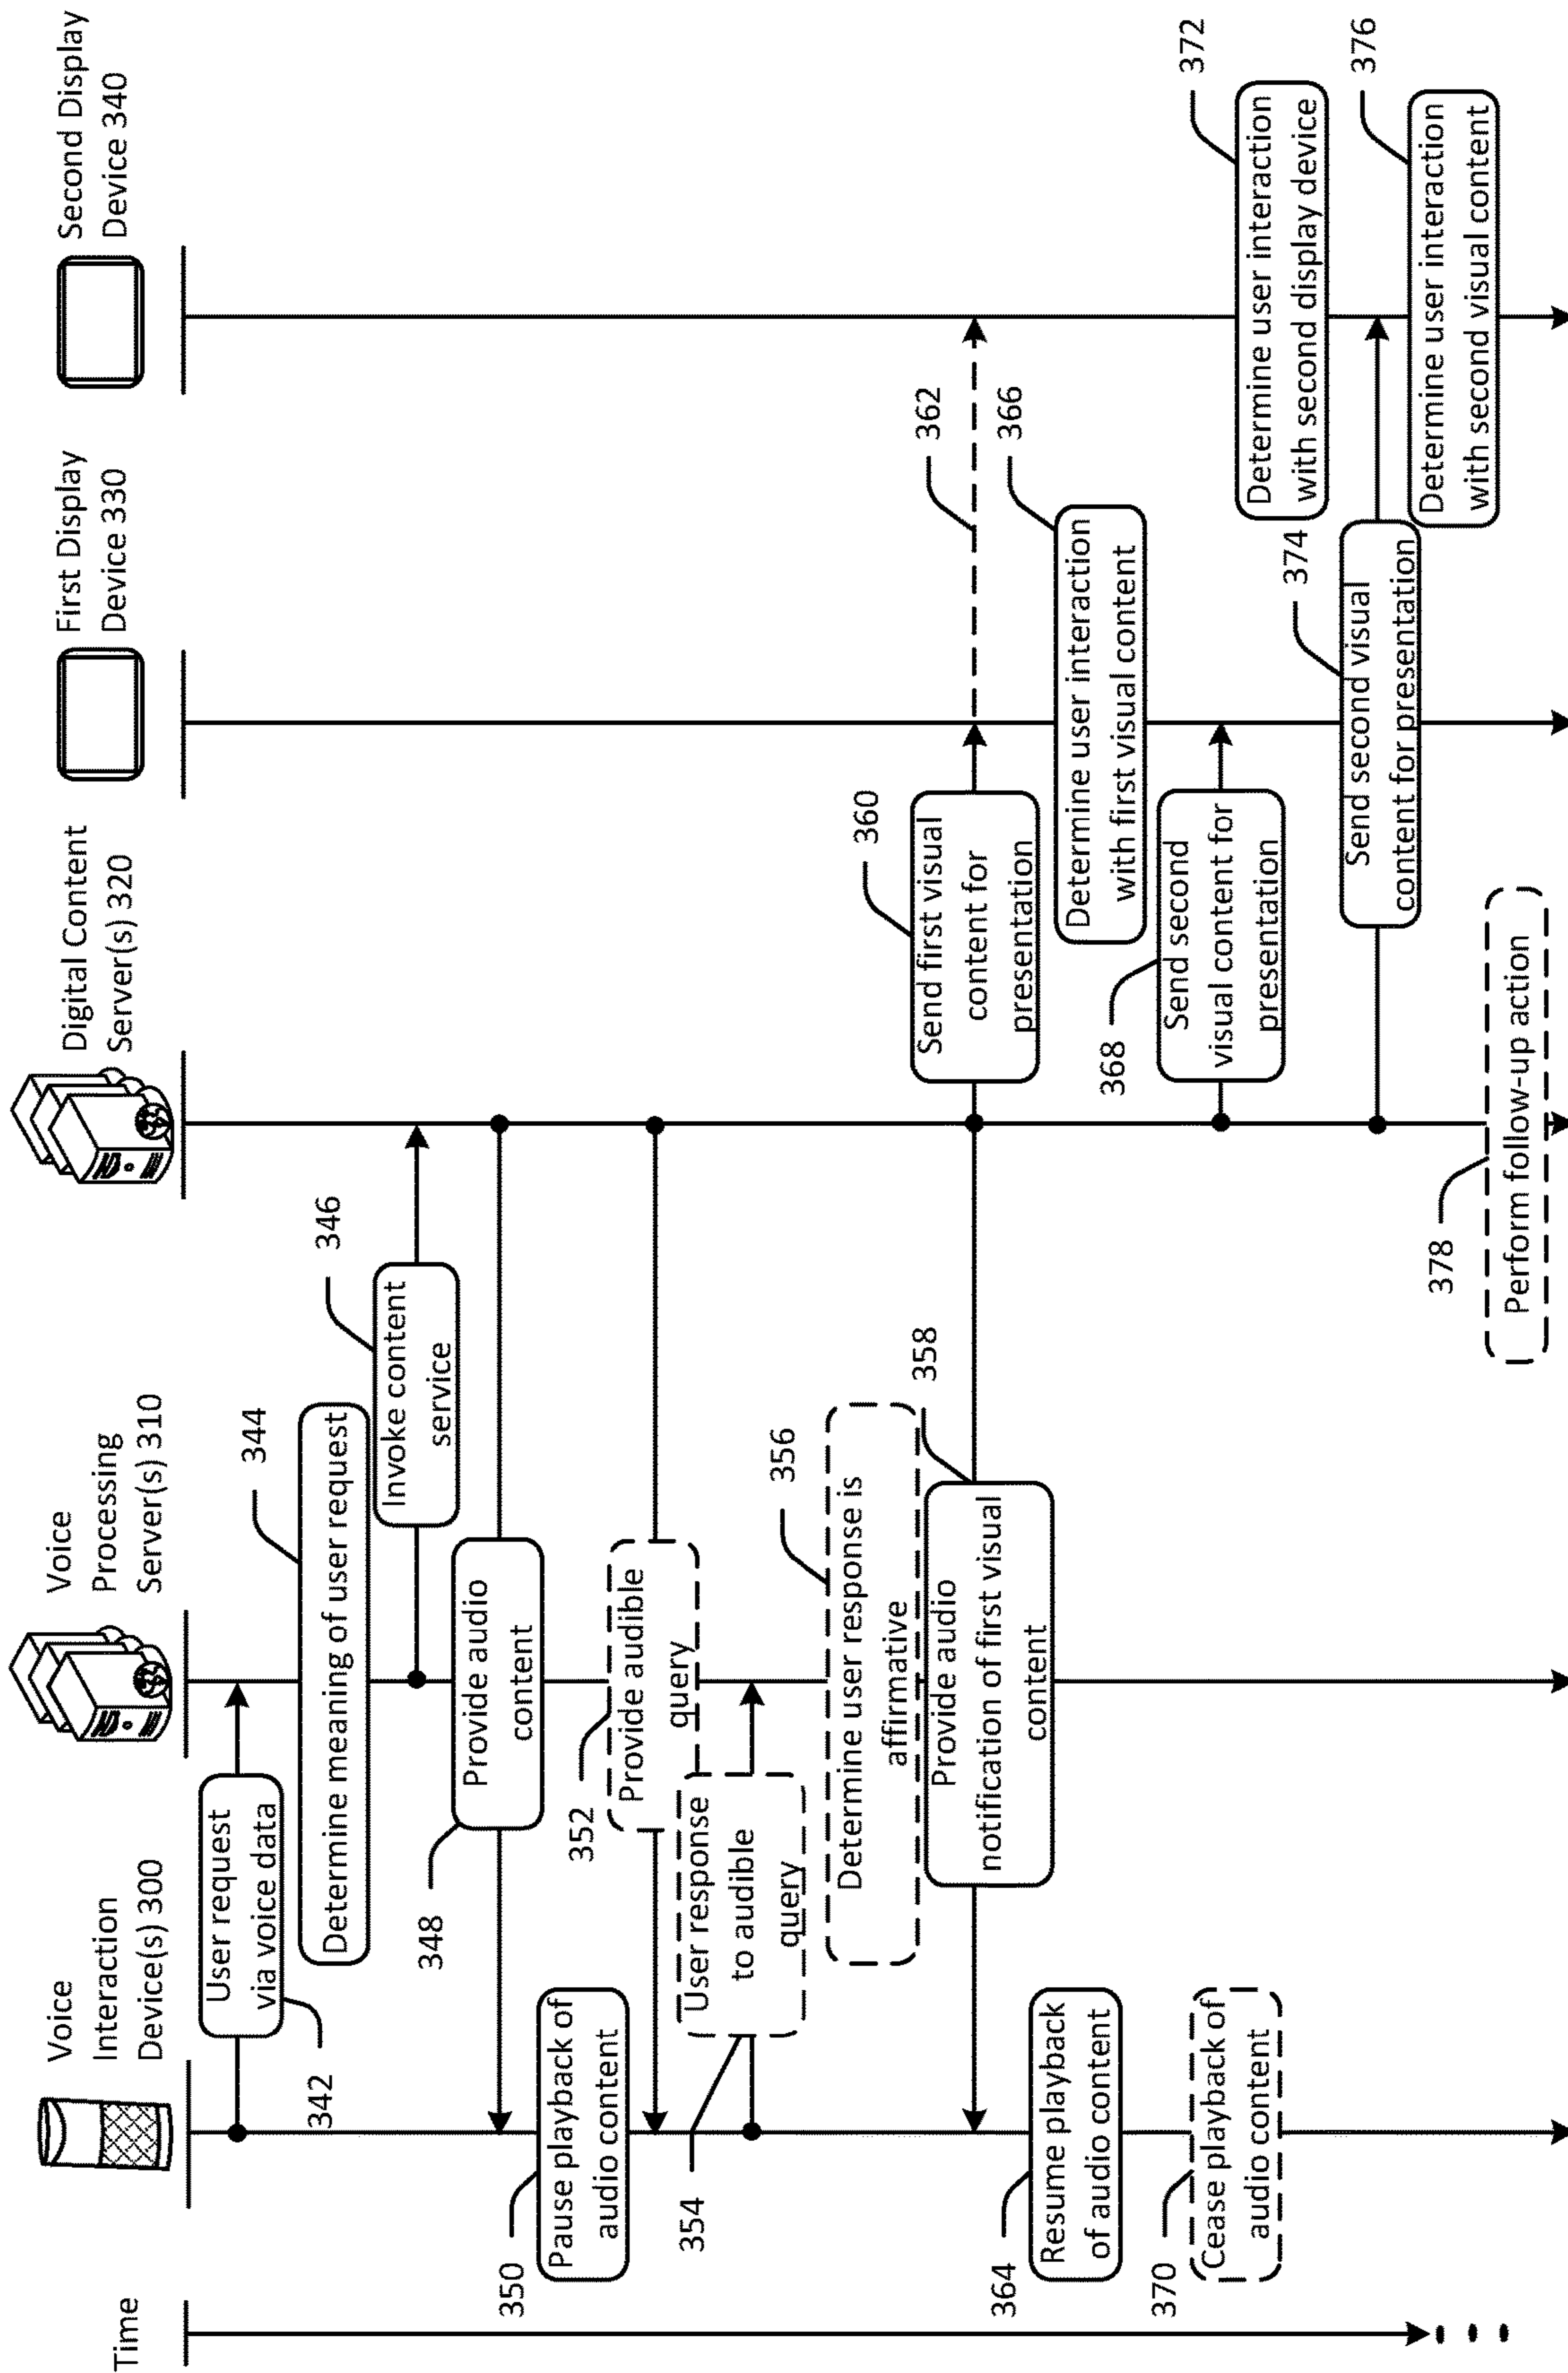 Time
Voice
Interaction
Device(s) 300
Voice
Processing
Server(s) 310
Digital Content
Server(s) 320
First Display
Device 330
Second Display
Device 340
User request
via voice data
342
344
Determine meaning of user request
346
Invoke content
service
348
Provide audio
content
350
Pause playback of
audio content
352
Provide audible
query
354
User response
to audible
query
356
Determine user response is
affirmative
358
Provide audio
notification of first visual
content
360
Send first visual
content for
presentation
362
364
Resume playback
of audio content
366
Determine user interaction
with first visual content
368
Send second
visual content for
presentation
370
Cease playback of
audio content
372
Determine user interaction
with second display device
374
Send second visual
content for presentation
376
Determine user interaction
with second visual content
378
Perform follow-up action